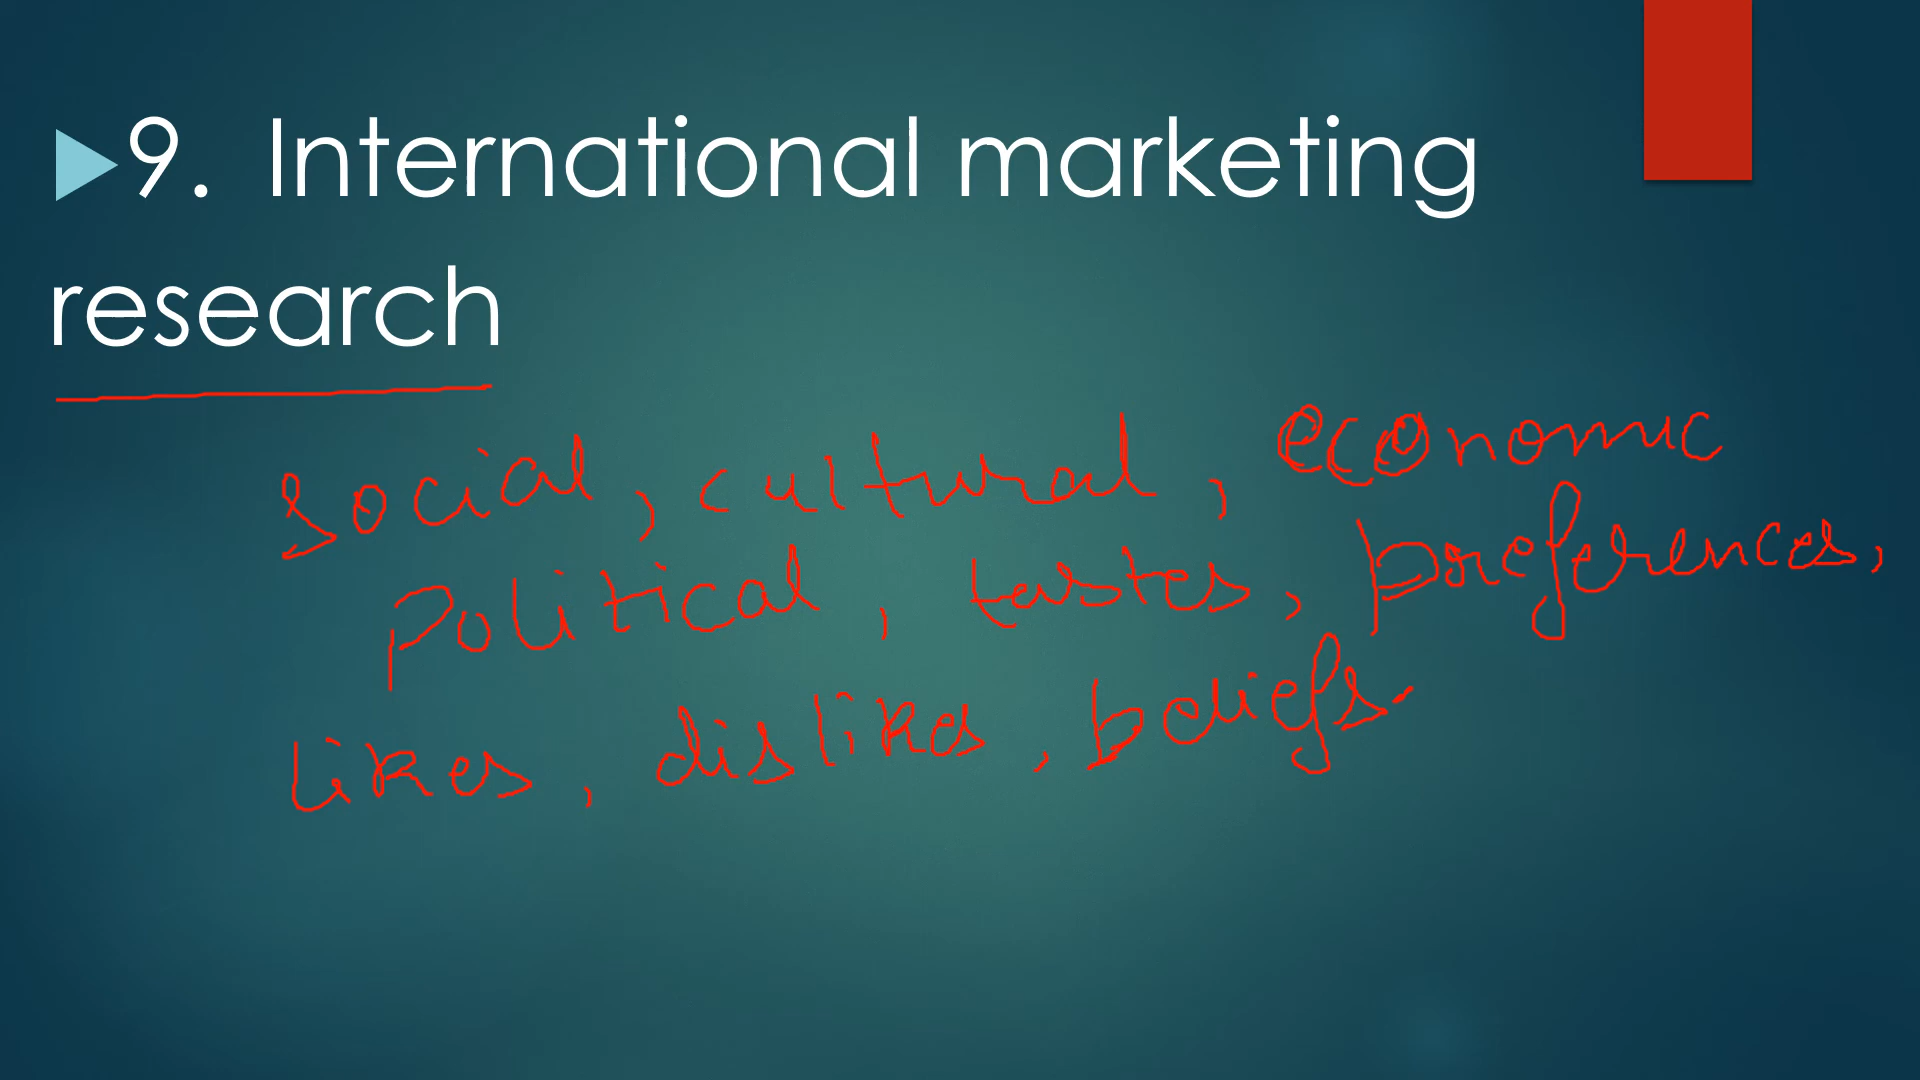 9. International marketing
research
social, cultural, economic
Political, tastes, preferences,
likes, dislikes, beliefs.